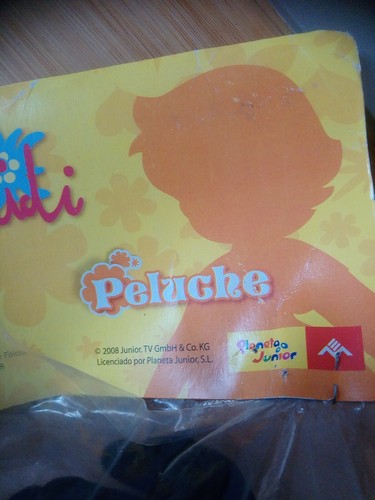 Peluche
© 2008 Junior. TV GmbH & Co. KG
Licenciado por Planeta Junior, S.L.
Planeta
Junior